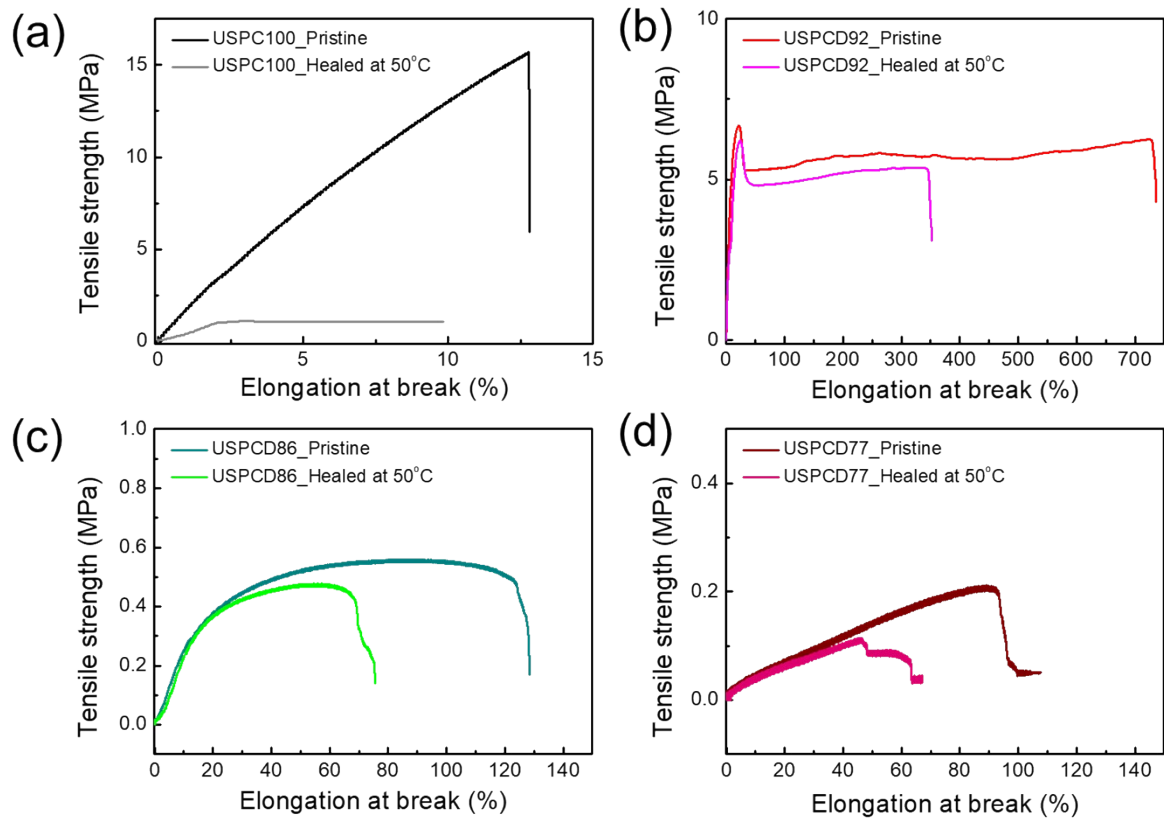 (a)
USPC100_Pristine
USPC100_Healed at 50°C
Tensile strength (MPa)
15
10
5
0
0 5 10 15
Elongation at break (%)
(b)
USPCD92_Pristine
USPCD92_Healed at 50°C
Tensile strength (MPa)
10
5
0
0 100 200 300 400 500 600 700
Elongation at break (%)
(c)
USPCD86_Pristine
USPCD86_Healed at 50°C
Tensile strength (MPa)
1.0
0.8
0.6
0.4
0.2
0.0
0 20 40 60 80 100 120 140
Elongation at break (%)
(d)
USPCD77_Pristine
USPCD77_Healed at 50°C
Tensile strength (MPa)
0.4
0.2
0.0
0 20 40 60 80 100 120 140
Elongation at break (%)